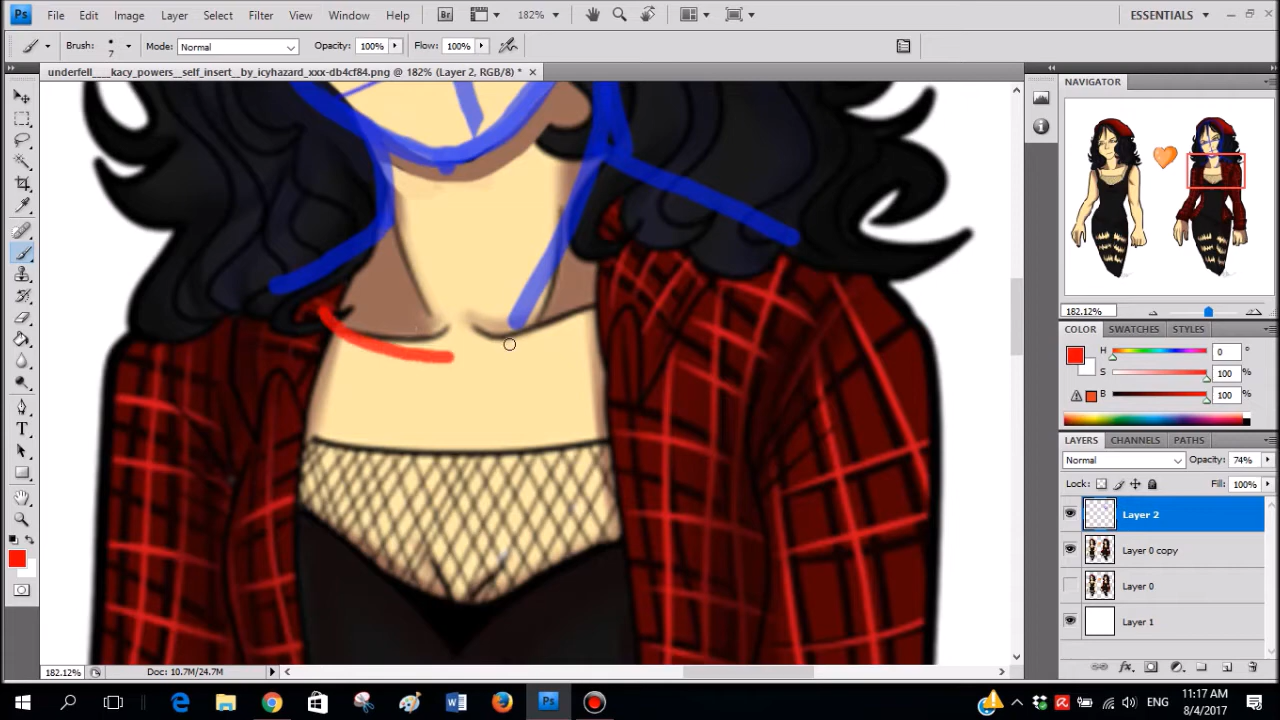 Ps File Edit Image Layer Select Filter View Window Help Br 182% ESSENTIALS
Brush: 7 Mode: Normal Opacity: 100% Flow: 100%
underfell____kacy_powers__self_insert__by_icyhazard_xxx-db4cf84.png @ 182% (Layer 2, RGB/8) *
NAVIGATOR
182.12%
COLOR SWATCHES STYLES
H 0 °
S 100 %
B 100 %
LAYERS CHANNELS PATHS
Normal Opacity: 74%
Lock: Fill: 100%
Layer 2
Layer 0 copy
Layer 0
Layer 1
182.12% Doc: 10.7M/24.7M
ENG 11:17 AM
8/4/2017